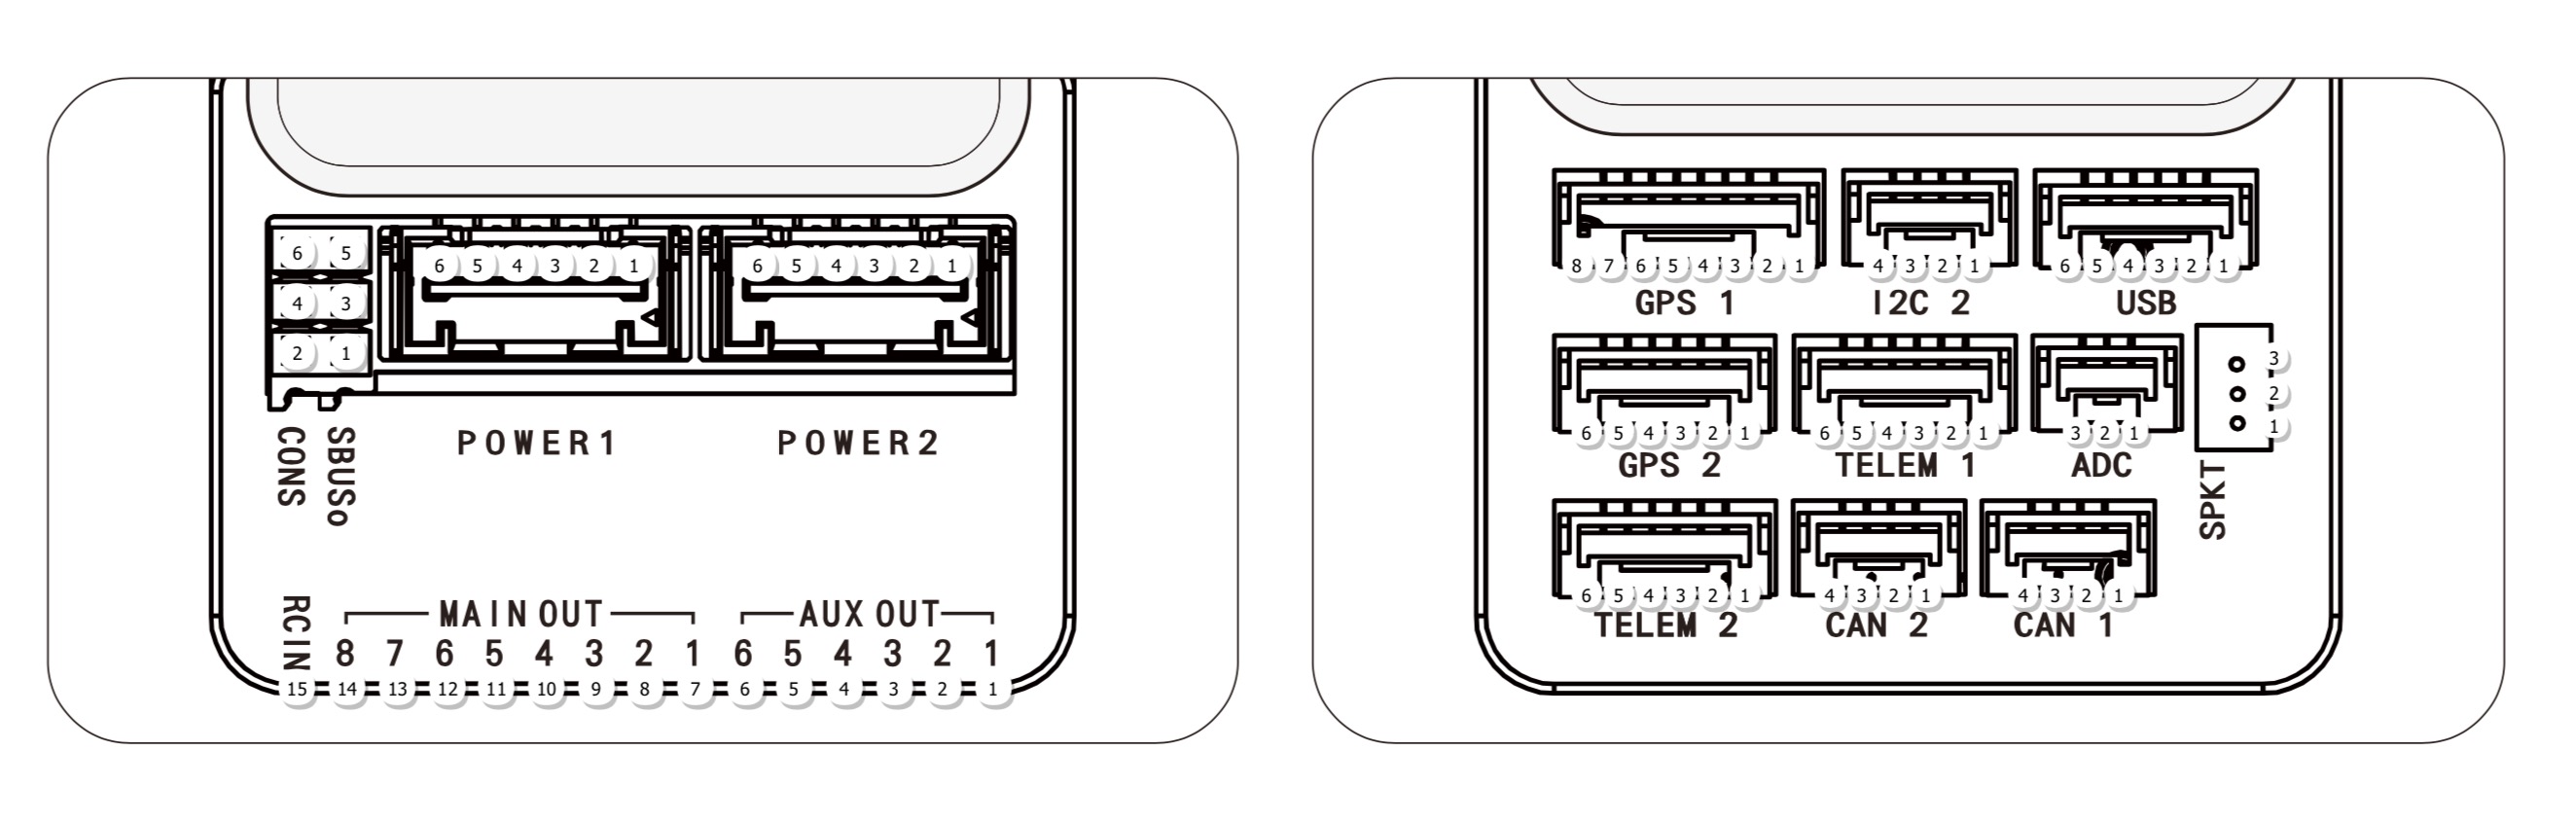 6 5
4 3
2 1
6 5 4 3 2 1
6 5 4 3 2 1
CONS
SBUSo
POWER1
POWER2
RCIN
MAIN OUT
AUX OUT
8 7 6 5 4 3 2 1 6 5 4 3 2 1
15 14 13 12 11 10 9 8 7 6 5 4 3 2 1
8 7 6 5 4 3 2 1
GPS 1
4 3 2 1
I2C 2
6 5 4 3 2 1
USB
6 5 4 3 2 1
GPS 2
6 5 4 3 2 1
TELEM 1
3 2 1
ADC
3
2
1
SPKT
6 5 4 3 2 1
TELEM 2
4 3 2 1
CAN 2
4 3 2 1
CAN 1